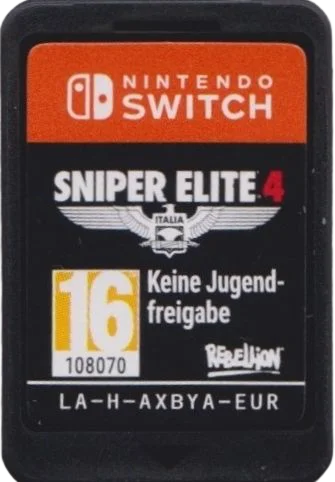 NINTENDO
SWITCH
SNIPER ELITE 4
ITALIA
16
108070
Keine Jugend-
freigabe
REBELLION
LA-H-AXBYA-EUR